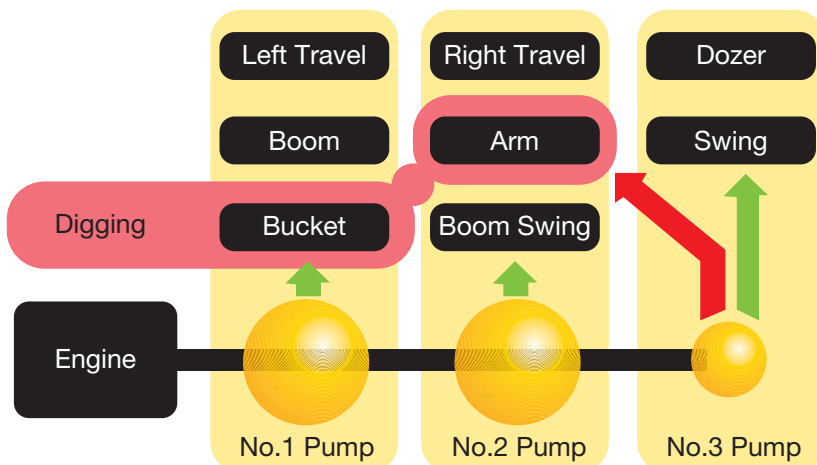 Left Travel
Right Travel
Dozer
Boom
Arm
Swing
Digging
Bucket
Boom Swing
Engine
No.1 Pump
No.2 Pump
No.3 Pump